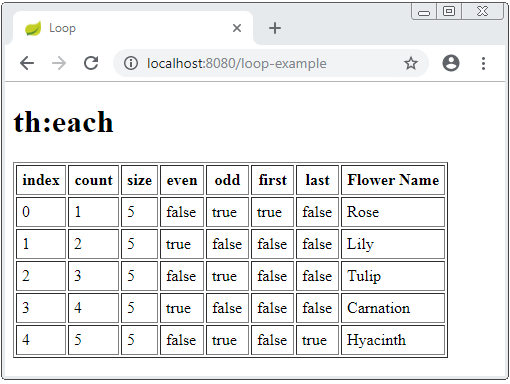 Loop
localhost:8080/loop-example
th:each
index count size even odd first last Flower Name
0 1 5 false true true false Rose
1 2 5 true false false false Lily
2 3 5 false true false false Tulip
3 4 5 true false false false Carnation
4 5 5 false true false true Hyacinth